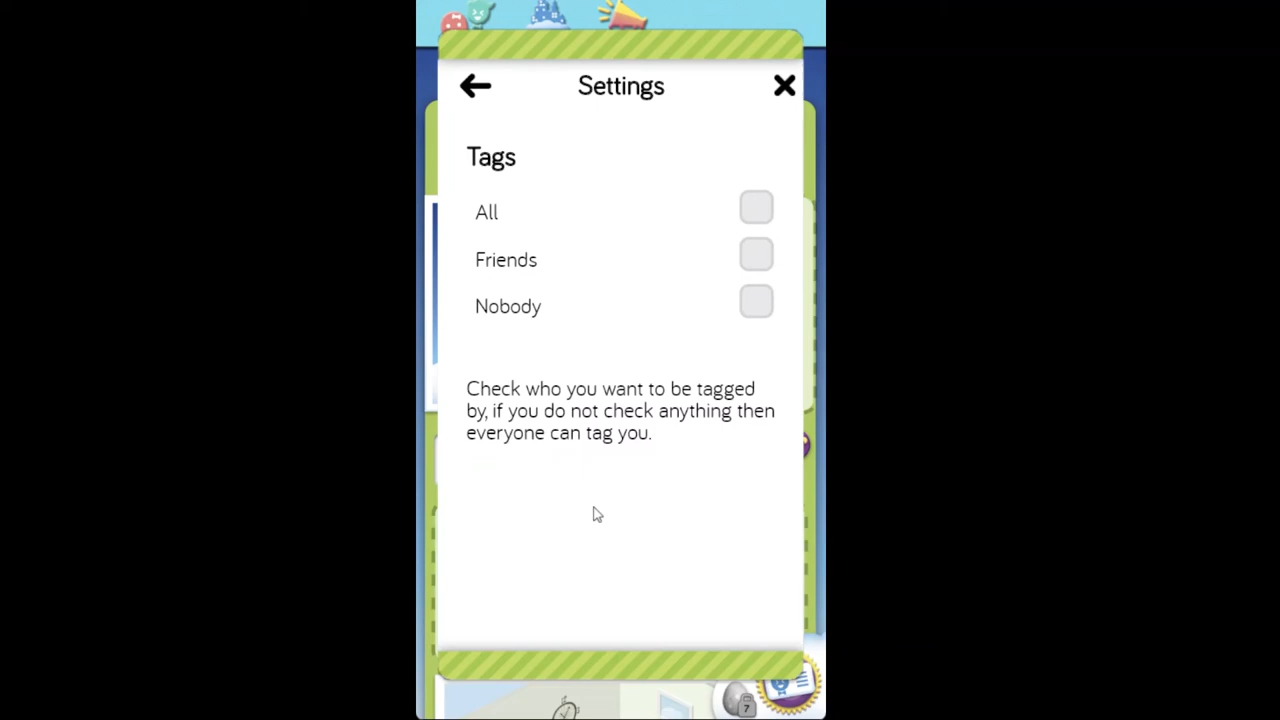 Settings
Tags
All
Friends
Nobody
Check who you want to be tagged
by, if you do not check anything then
everyone can tag you.
7